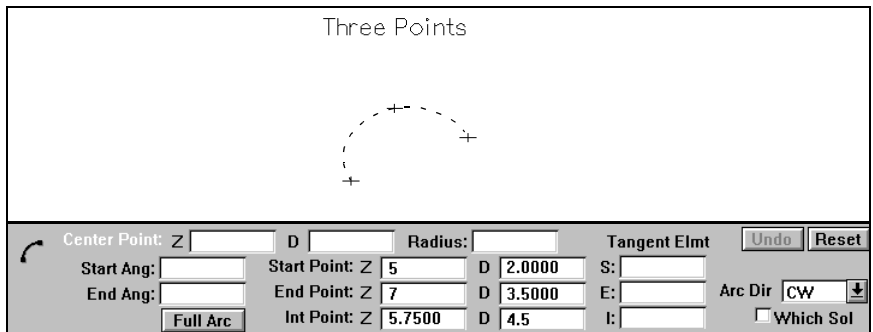 Three Points
Center Point: Z D Radius: Tangent Elmt Undo Reset
Start Ang: Start Point: Z 5 D 2.0000 S:
End Ang: End Point: Z 7 D 3.5000 E: Arc Dir CW
Full Arc Int Point: Z 5.7500 D 4.5 I: Which Sol